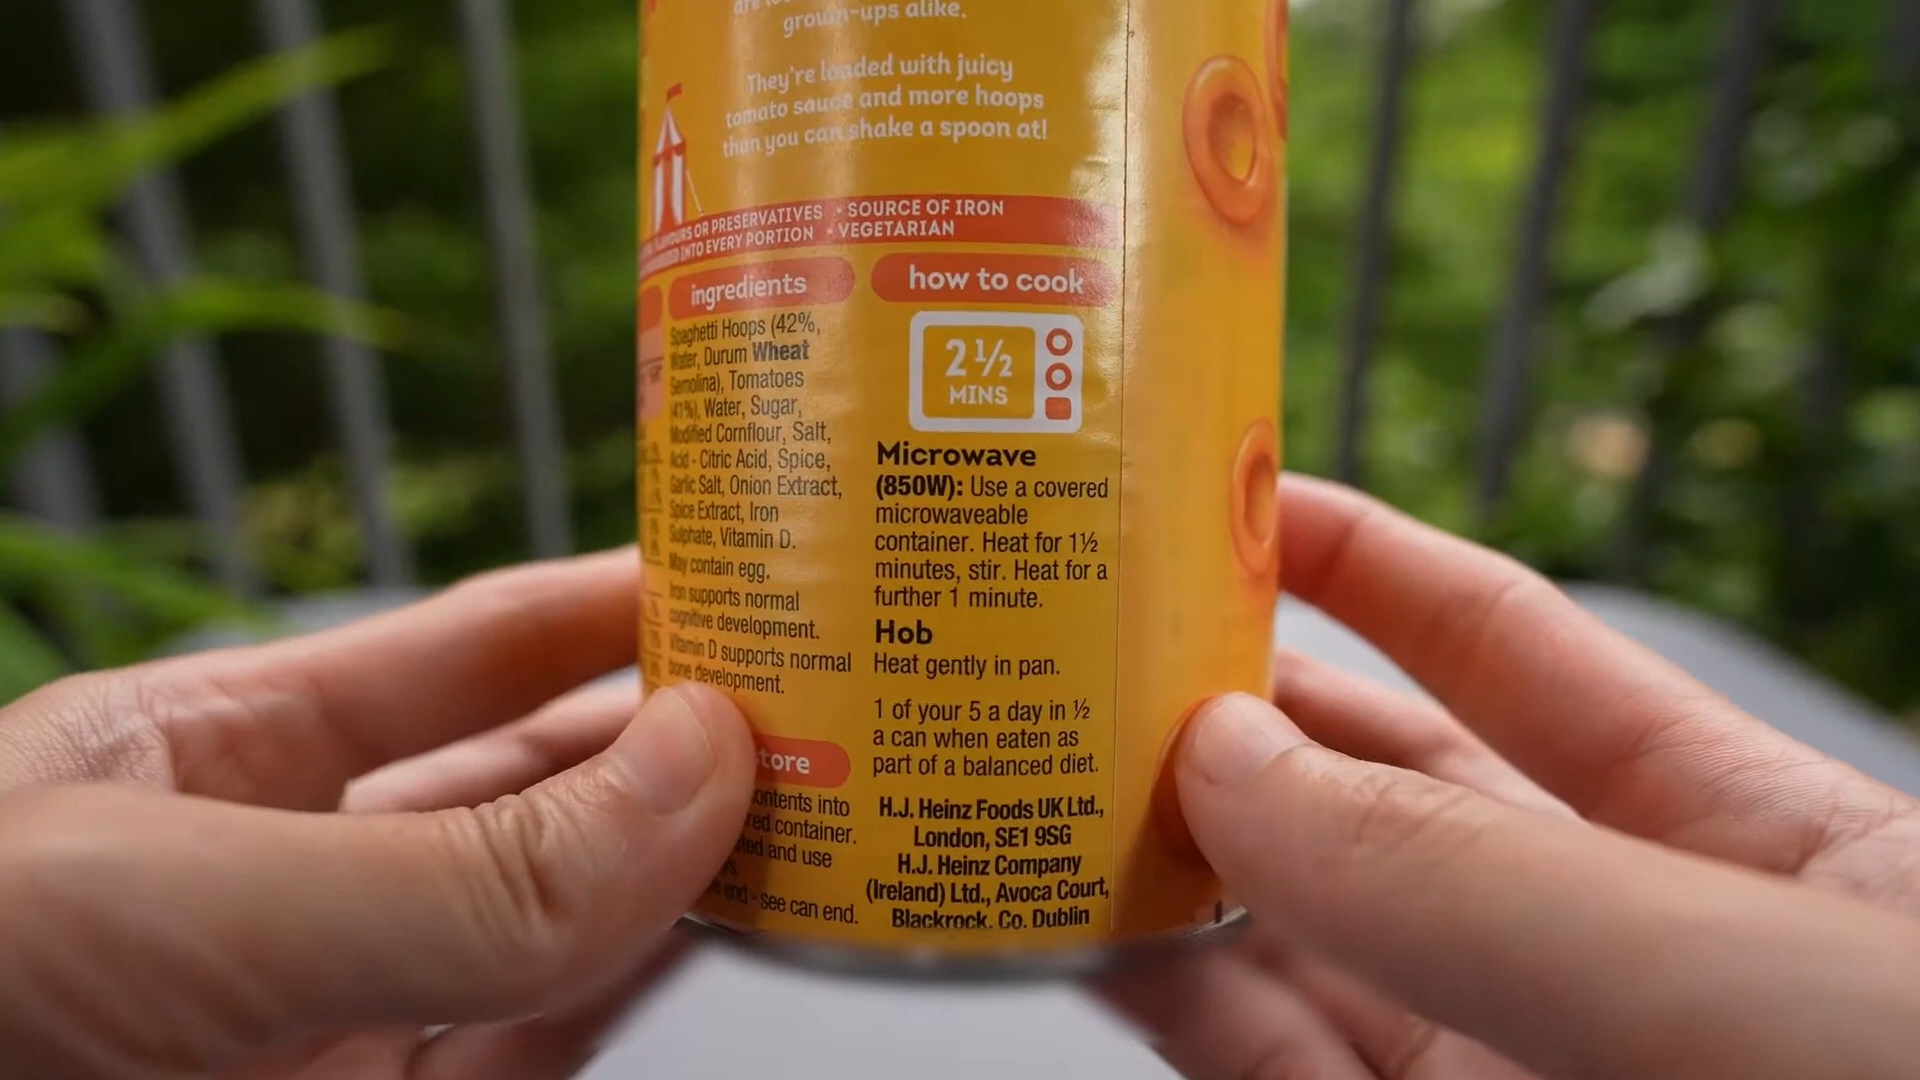 grown-ups alike.
They're loaded with juicy
tomato sauce and more hoops
than you can shake a spoon at!
FLAVOURS OR PRESERVATIVES • SOURCE OF IRON
INTO EVERY PORTION • VEGETARIAN
ingredients
Spaghetti Hoops (42%,
Water, Durum Wheat
Semolina), Tomatoes
(41%), Water, Sugar,
Modified Cornflour, Salt,
Acid - Citric Acid, Spice,
Garlic Salt, Onion Extract,
Spice Extract, Iron
Sulphate, Vitamin D.
May contain egg.
Iron supports normal
cognitive development.
Vitamin D supports normal
bone development.
contents into
container.
and use
end - see can end.
how to cook
2½
MINS
Microwave
(850W): Use a covered
microwaveable
container. Heat for 1½
minutes, stir. Heat for a
further 1 minute.
Hob
Heat gently in pan.
1 of your 5 a day in ½
a can when eaten as
part of a balanced diet.
H.J. Heinz Foods UK Ltd.,
London, SE1 9SG
H.J. Heinz Company
(Ireland) Ltd., Avoca Court,
Blackrock, Co. Dublin